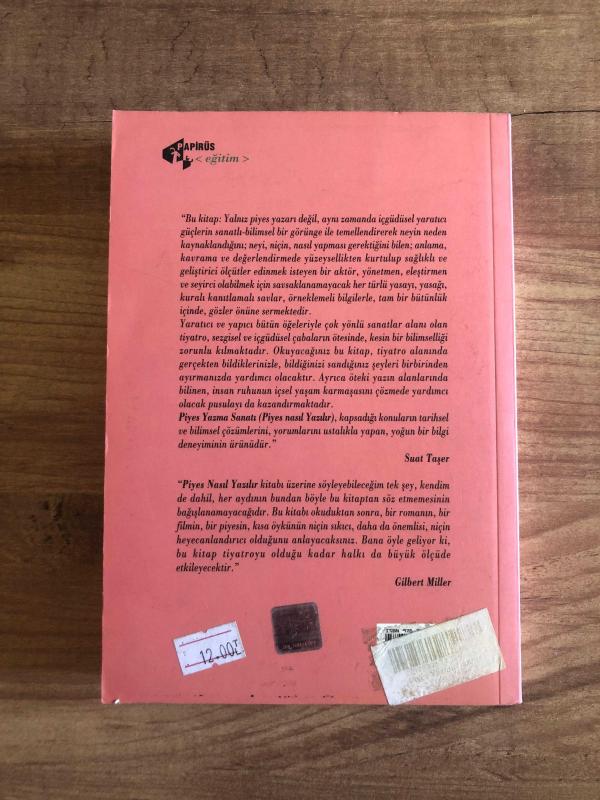 PAPİRÜS
< eğitim >
“Bu kitap: Yalnız piyes yazarı değil, aynı zamanda içgüdüsel yaratıcı
güçlerin sanatlı-bilimsel bir görünge ile temellendirerek neyin neden
kaynaklandığını; neyi, niçin, nasıl yapması gerektiğini bilen; anlama,
kavrama ve değerlendirmede yüzeysellikten kurtulup sağlıklı ve
geliştirici ölçütler edinmek isteyen bir aktör, yönetmen, eleştirmen
ve seyirci olabilmek için savsaklanamayacak her türlü yasayı, yasağı,
kuralı kanıtlamalı savlar, örneklemeli bilgilerle, tam bir bütünlük
içinde, gözler önüne sermektedir.
Yaratıcı ve yapıcı bütün öğeleriyle çok yönlü sanatlar alanı olan
tiyatro, sezgisel ve içgüdüsel çabaların ötesinde, kesin bir bilimselliği
zorunlu kılmaktadır. Okuyacağınız bu kitap, tiyatro alanında
gerçekten bildiklerinizle, bildiğinizi sandığınız şeyleri birbirinden
ayırmanızda yardımcı olacaktır. Ayrıca öteki yazın alanlarında
bilinen, insan ruhunun içsel yaşam karmaşasını çözmede yardımcı
olacak pusulayı da kazandırmaktadır.
Piyes Yazma Sanatı (Piyes nasıl Yazılır), kapsadığı konuların tarihsel
ve bilimsel çözümlerini, yorumlarını ustalıkla yapan, yoğun bir bilgi
deneyiminin ürünüdür.”
Suat Taşer
“Piyes Nasıl Yazılır kitabı üzerine söyleyebileceğim tek şey, kendim
de dahil, her aydının bundan böyle bu kitaptan söz etmemesinin
bağışlanamayacağıdır. Bu kitabı okuduktan sonra, bir romanın, bir
filmin, bir piyesin, kısa öykünün niçin sıkıcı, daha da önemlisi, niçin
heyecanlandırıcı olduğunu anlayacaksınız. Bana öyle geliyor ki,
bu kitap tiyatroyu olduğu kadar halkı da büyük ölçüde
etkileyecektir.”
Gilbert Miller
12.00